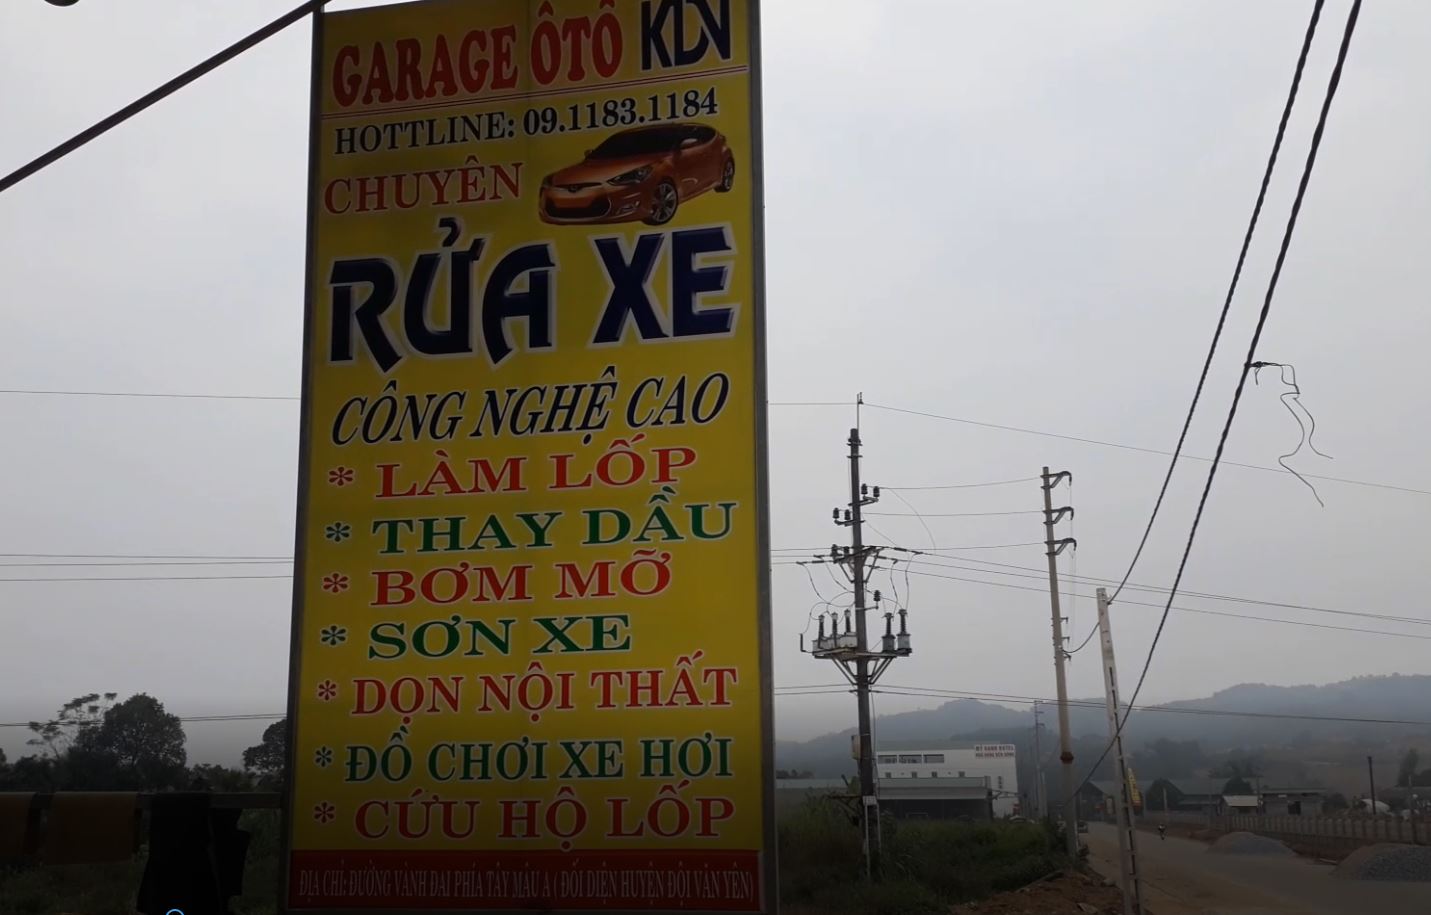 GARAGE ÔTÔ KDN
HOTTLINE: 09.1183.1184
CHUYÊN
RỬA XE
CÔNG NGHỆ CAO
* LÀM LỐP
* THAY DẦU
* BƠM MỠ
* SƠN XE
* DỌN NỘI THẤT
* ĐỒ CHƠI XE HƠI
* CỨU HỘ LỐP
ĐỊA CHỈ: ĐƯỜNG VÀNH ĐAI PHÍA TÂY MẬU A ( ĐỐI DIỆN HUYỆN ĐỘI VĂN YÊN)